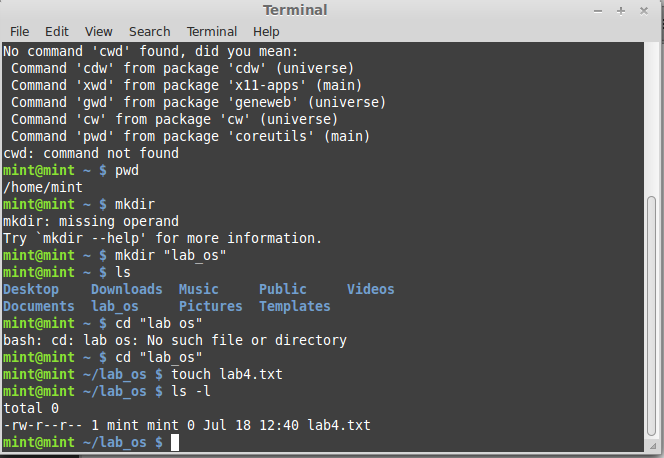 Terminal
File Edit View Search Terminal Help
No command 'cwd' found, did you mean:
 Command 'cdw' from package 'cdw' (universe)
 Command 'xwd' from package 'x11-apps' (main)
 Command 'gwd' from package 'geneweb' (universe)
 Command 'cw' from package 'cw' (universe)
 Command 'pwd' from package 'coreutils' (main)
cwd: command not found
mint@mint ~ $ pwd
/home/mint
mint@mint ~ $ mkdir
mkdir: missing operand
Try `mkdir --help' for more information.
mint@mint ~ $ mkdir "lab_os"
mint@mint ~ $ ls
Desktop    Downloads  Music     Public     Videos
Documents  lab_os     Pictures  Templates
mint@mint ~ $ cd "lab os"
bash: cd: lab os: No such file or directory
mint@mint ~ $ cd "lab_os"
mint@mint ~/lab_os $ touch lab4.txt
mint@mint ~/lab_os $ ls -l
total 0
-rw-r--r-- 1 mint mint 0 Jul 18 12:40 lab4.txt
mint@mint ~/lab_os $